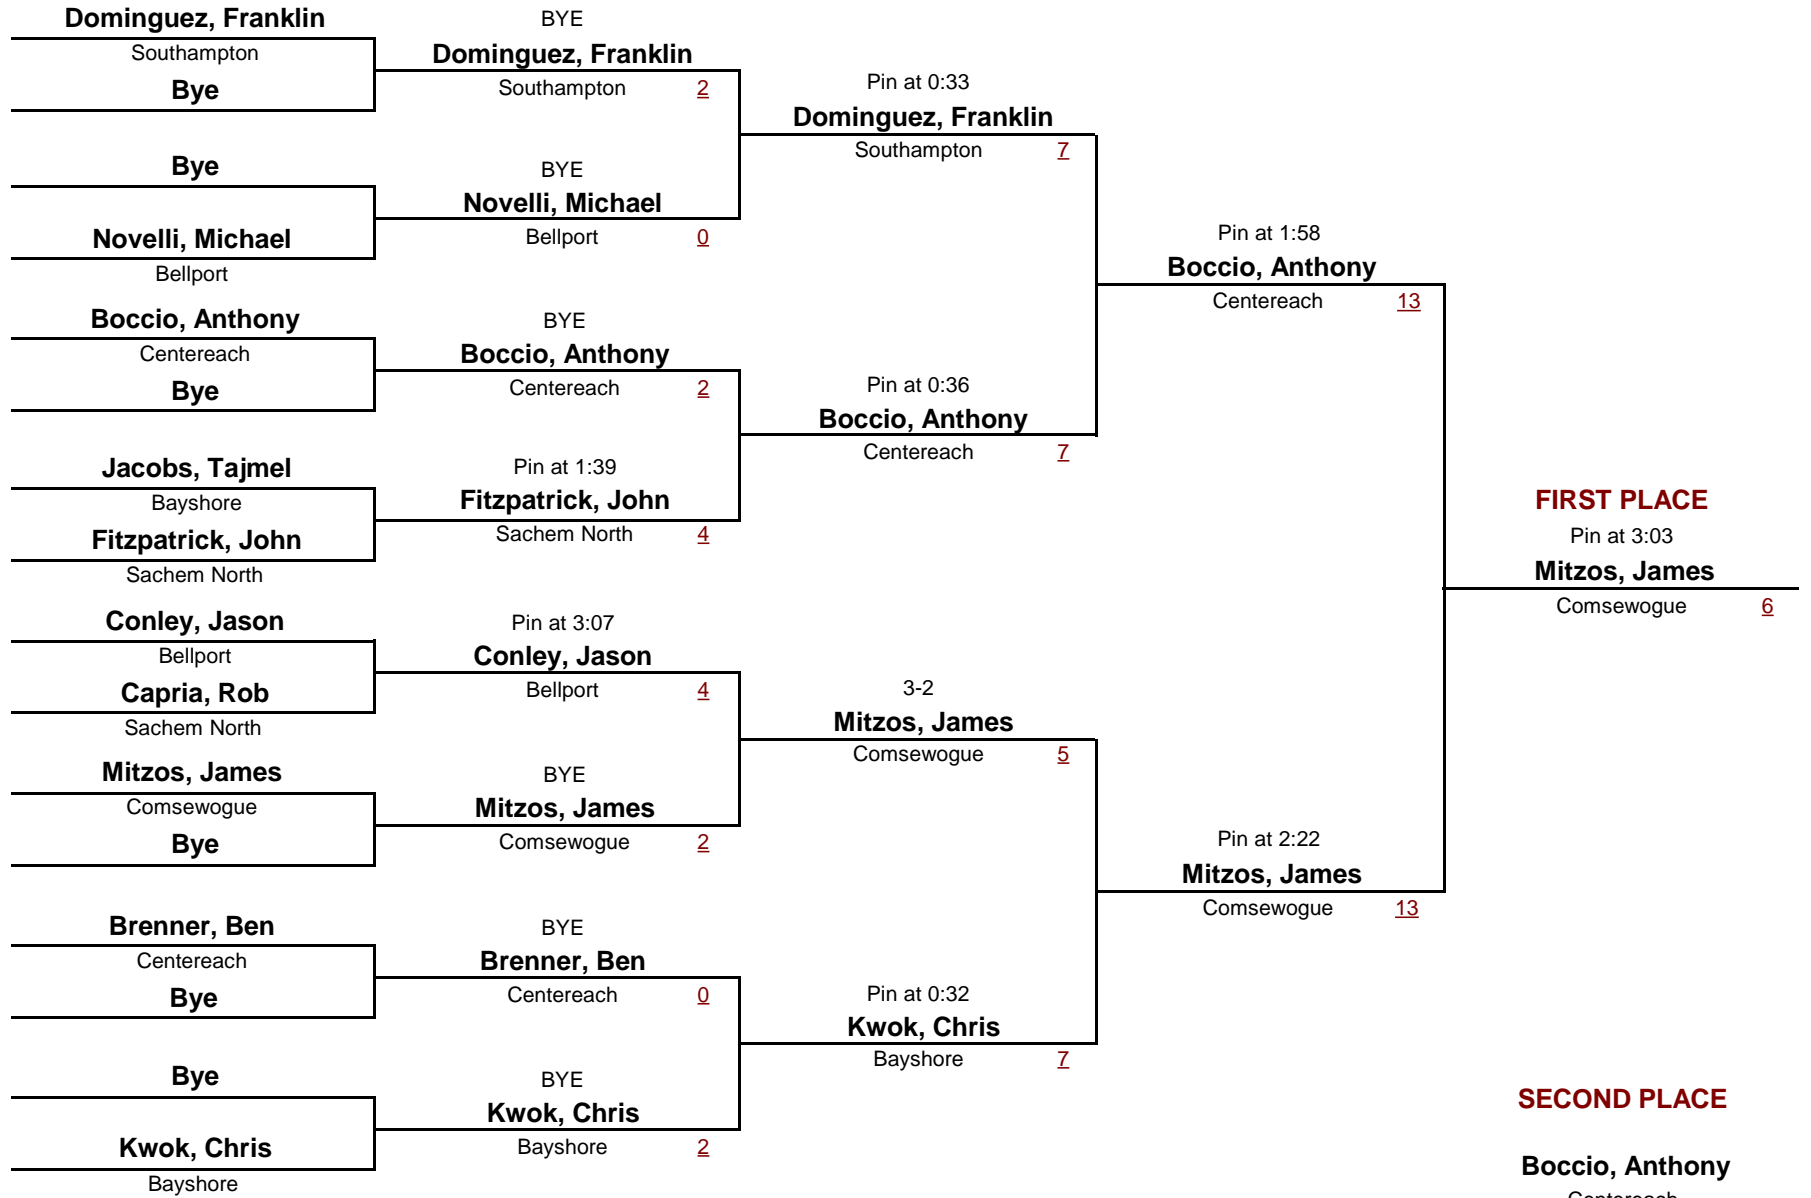 Dominguez, Franklin
Southampton
Bye
Bye
Novelli, Michael
Bellport
Boccio, Anthony
Centereach
Bye
Jacobs, Tajmel
Bayshore
Fitzpatrick, John
Sachem North
Conley, Jason
Bellport
Capria, Rob
Sachem North
Mitzos, James
Comsewogue
Bye
Brenner, Ben
Centereach
Bye
Bye
Kwok, Chris
Bayshore
BYE
Dominguez, Franklin
Southampton 2
BYE
Novelli, Michael
Bellport 0
BYE
Boccio, Anthony
Centereach 2
Pin at 1:39
Fitzpatrick, John
Sachem North 4
Pin at 3:07
Conley, Jason
Bellport 4
BYE
Mitzos, James
Comsewogue 2
BYE
Brenner, Ben
Centereach 0
BYE
Kwok, Chris
Bayshore 2
Pin at 0:33
Dominguez, Franklin
Southampton 7
Pin at 0:36
Boccio, Anthony
Centereach 7
3-2
Mitzos, James
Comsewogue 5
Pin at 0:32
Kwok, Chris
Bayshore 7
Pin at 1:58
Boccio, Anthony
Centereach 13
Pin at 2:22
Mitzos, James
Comsewogue 13
FIRST PLACE
Pin at 3:03
Mitzos, James
Comsewogue 6
SECOND PLACE
Boccio, Anthony
Centereach